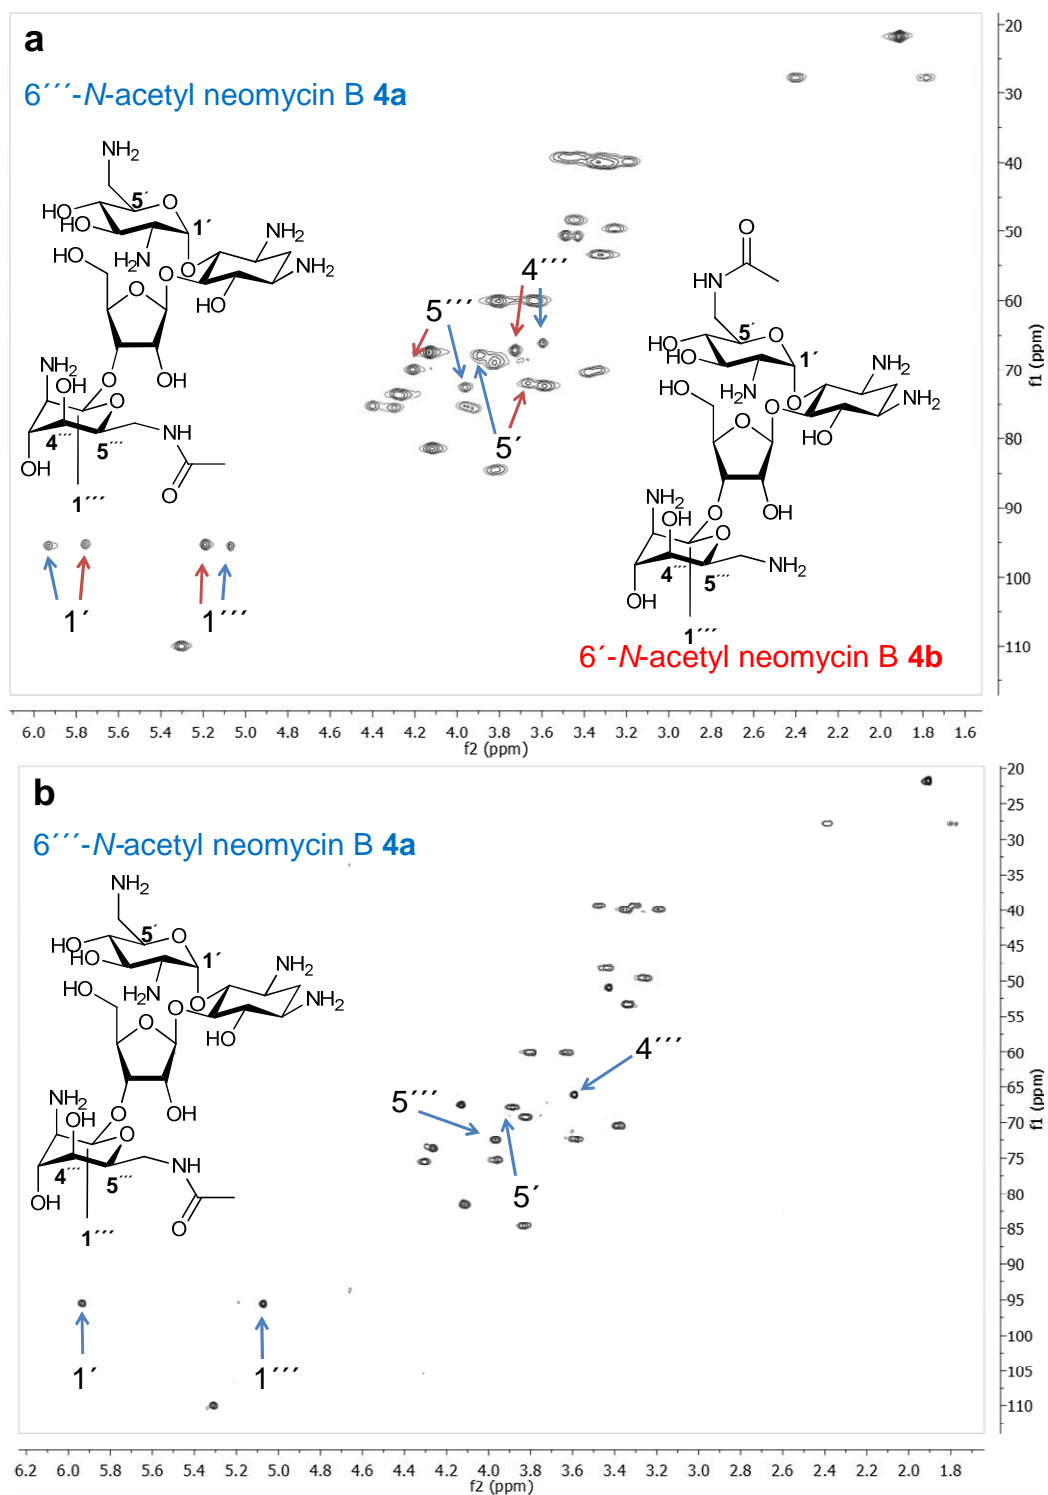 a
6´´´-N-acetyl neomycin B 4a
NH2
5´
O
HO
HO
1´
NH2
H2N
O
O
NH2
HO
O
HO
NH2
OH
O
OH
O
4´´´
5´´´
NH
OH
O
1´´´
O
NH
5´
O
HO
HO
1´
NH2
H2N
O
O
NH2
HO
O
HO
NH2
OH
O
OH
O
4´´´
5´´´
NH2
OH
1´´´
6´-N-acetyl neomycin B 4b
4´´´
5´´´
5´
1´
1´´´
20
30
40
50
60
70
80
90
100
110
f1 (ppm)
6.0 5.8 5.6 5.4 5.2 5.0 4.8 4.6 4.4 4.2 4.0 3.8 3.6 3.4 3.2 3.0 2.8 2.6 2.4 2.2 2.0 1.8 1.6
f2 (ppm)
b
6´´´-N-acetyl neomycin B 4a
NH2
5´
O
HO
HO
1´
NH2
H2N
O
O
NH2
HO
O
HO
NH2
OH
O
OH
O
4´´´
5´´´
NH
OH
O
1´´´
4´´´
5´´´
5´
1´
1´´´
20
25
30
35
40
45
50
55
60
65
70
75
80
85
90
95
100
105
110
f1 (ppm)
6.2 6.0 5.8 5.6 5.4 5.2 5.0 4.8 4.6 4.4 4.2 4.0 3.8 3.6 3.4 3.2 3.0 2.8 2.6 2.4 2.2 2.0 1.8
f2 (ppm)